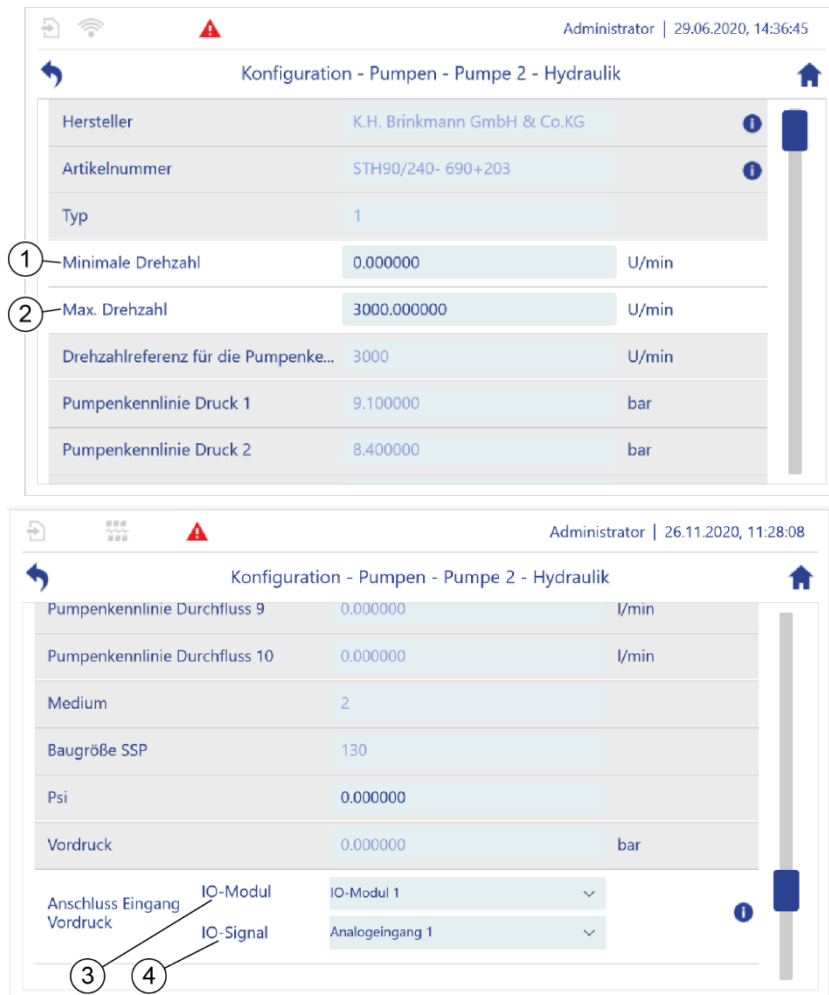 Administrator | 29.06.2020, 14:36:45
Konfiguration - Pumpen - Pumpe 2 - Hydraulik
Hersteller K.H. Brinkmann GmbH & Co.KG
Artikelnummer STH90/240- 690+203
Typ 1
1 Minimale Drehzahl 0.000000 U/min
2 Max. Drehzahl 3000.000000 U/min
Drehzahlreferenz für die Pumpenke... 3000 U/min
Pumpenkennlinie Druck 1 9.100000 bar
Pumpenkennlinie Druck 2 8.400000 bar
Administrator | 26.11.2020, 11:28:08
Konfiguration - Pumpen - Pumpe 2 - Hydraulik
Pumpenkennlinie Durchfluss 9 0.000000 l/min
Pumpenkennlinie Durchfluss 10 0.000000 l/min
Medium 2
Baugröße SSP 130
Psi 0.000000
Vordruck 0.000000 bar
Anschluss Eingang Vordruck
IO-Modul IO-Modul 1
IO-Signal Analogeingang 1
3 4